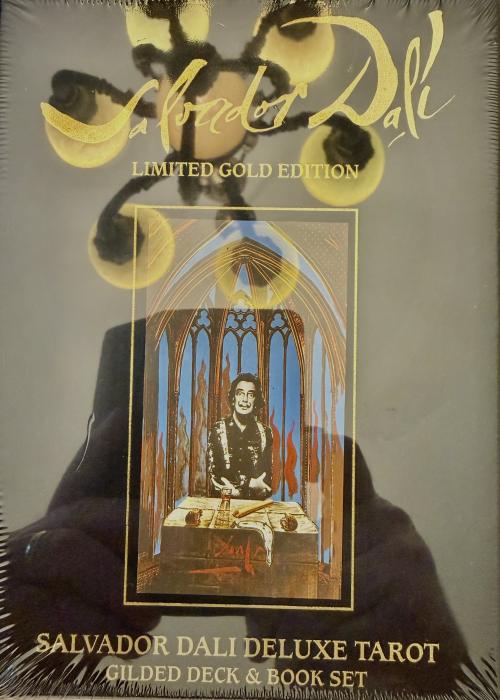 Salvador Dalí
LIMITED GOLD EDITION
Dalí
SALVADOR DALI DELUXE TAROT
GILDED DECK & BOOK SET